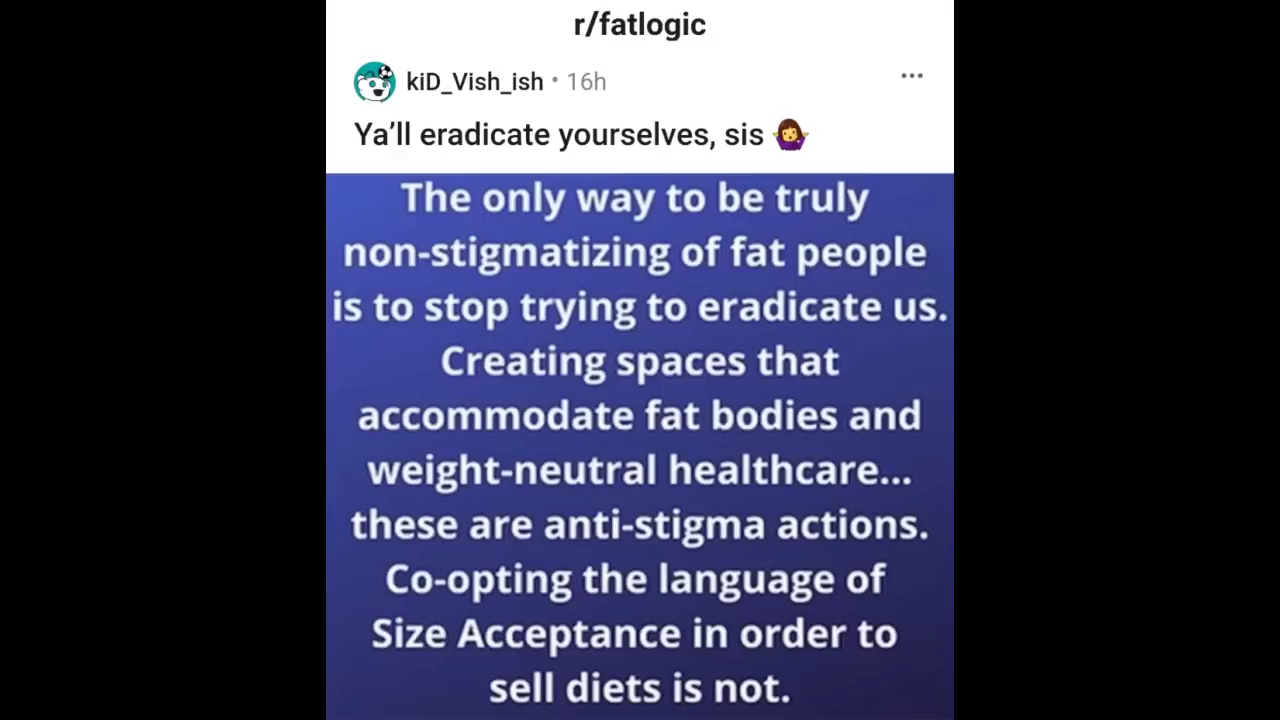 r/fatlogic
kiD_Vish_ish • 16h
Ya’ll eradicate yourselves, sis 🤷‍♀️
The only way to be truly
non-stigmatizing of fat people
is to stop trying to eradicate us.
Creating spaces that
accommodate fat bodies and
weight-neutral healthcare...
these are anti-stigma actions.
Co-opting the language of
Size Acceptance in order to
sell diets is not.